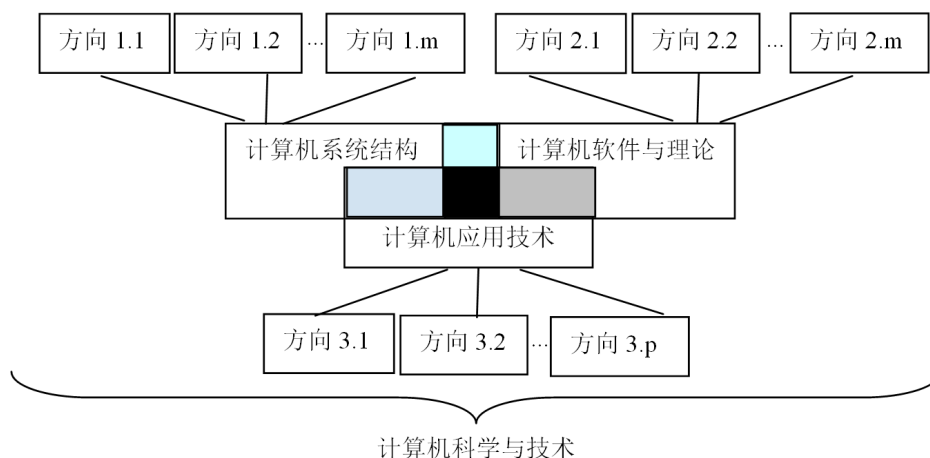 方向 1.1 方向 1.2 ... 方向 1.m 方向 2.1 方向 2.2 ... 方向 2.m
计算机系统结构 计算机软件与理论
计算机应用技术
方向 3.1 方向 3.2 ... 方向 3.p
计算机科学与技术